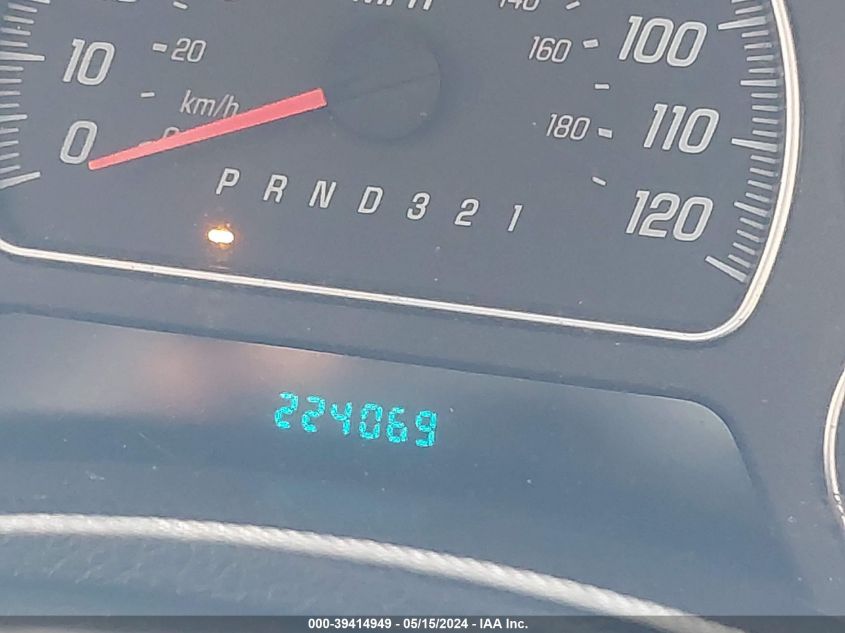 MPH 140
10 20 160 100
km/h
0 180 110
P R N D 3 2 1 120
224069
000-39414949 - 05/15/2024 - IAA Inc.